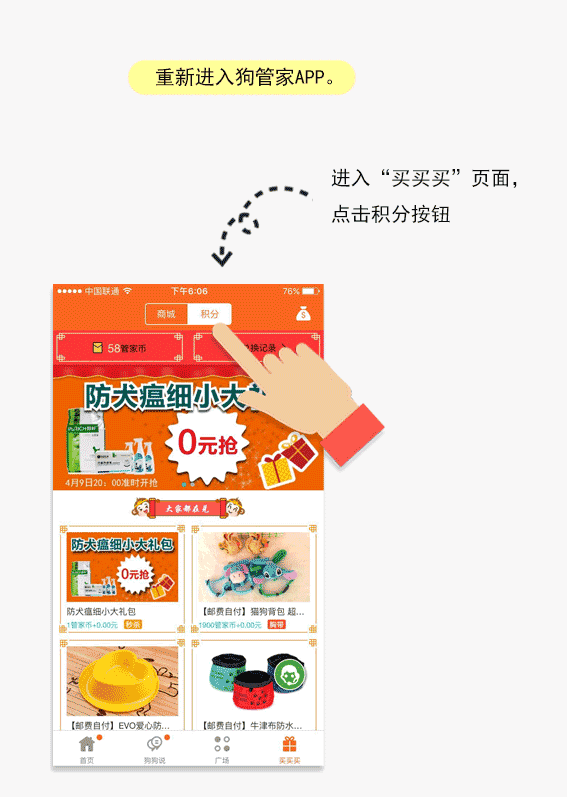 重新进入狗管家APP。
进入“买买买”页面，
点击积分按钮
中国联通
下午6:06
76%
商城
积分
58管家币
换记录
防犬瘟细小大
0元抢
4月9日20：00准时开抢
大家都在兑
防犬瘟细小大礼包
0元抢
防犬瘟细小大礼包
1管家币+0.00元
秒杀
【邮费自付】猫狗背包 超...
1900管家币+0.00元
胸带
【邮费自付】EVO爱心防...
【邮费自付】牛津布防水...
首页
狗狗说
广场
买买买